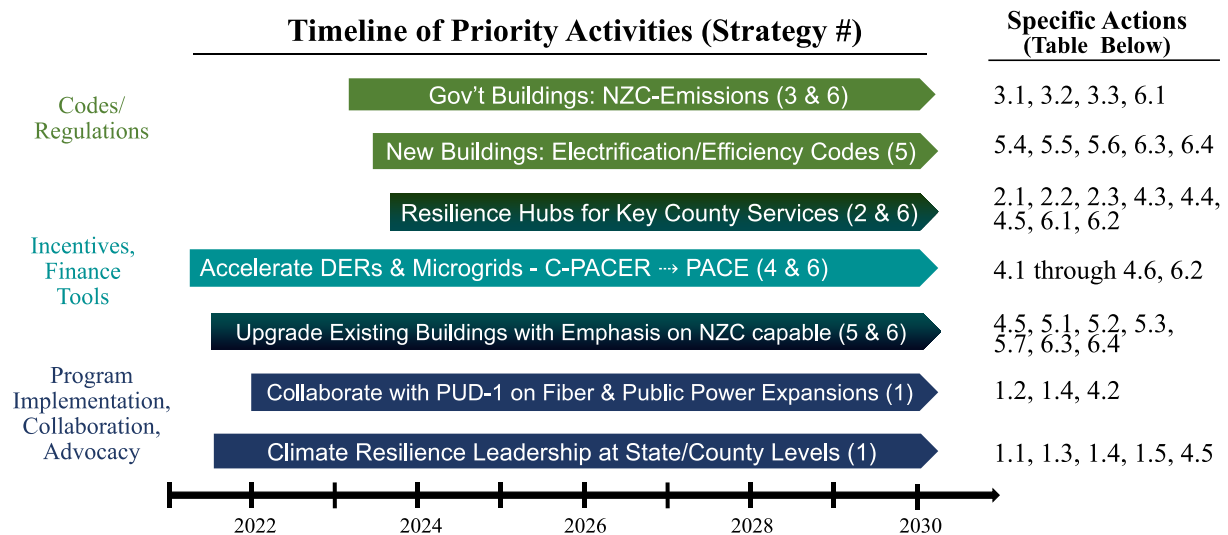 Timeline of Priority Activities (Strategy #)
Specific Actions
(Table Below)
Codes/
Regulations
Gov't Buildings: NZC-Emissions (3 & 6)
3.1, 3.2, 3.3, 6.1
New Buildings: Electrification/Efficiency Codes (5)
5.4, 5.5, 5.6, 6.3, 6.4
Resilience Hubs for Key County Services (2 & 6)
2.1, 2.2, 2.3, 4.3, 4.4,
4.5, 6.1, 6.2
Incentives,
Finance
Tools
Accelerate DERs & Microgrids - C-PACER ⇢ PACE (4 & 6)
4.1 through 4.6, 6.2
Upgrade Existing Buildings with Emphasis on NZC capable (5 & 6)
4.5, 5.1, 5.2, 5.3,
5.7, 6.3, 6.4
Program
Implementation,
Collaboration,
Advocacy
Collaborate with PUD-1 on Fiber & Public Power Expansions (1)
1.2, 1.4, 4.2
Climate Resilience Leadership at State/County Levels (1)
1.1, 1.3, 1.4, 1.5, 4.5
2022 2024 2026 2028 2030